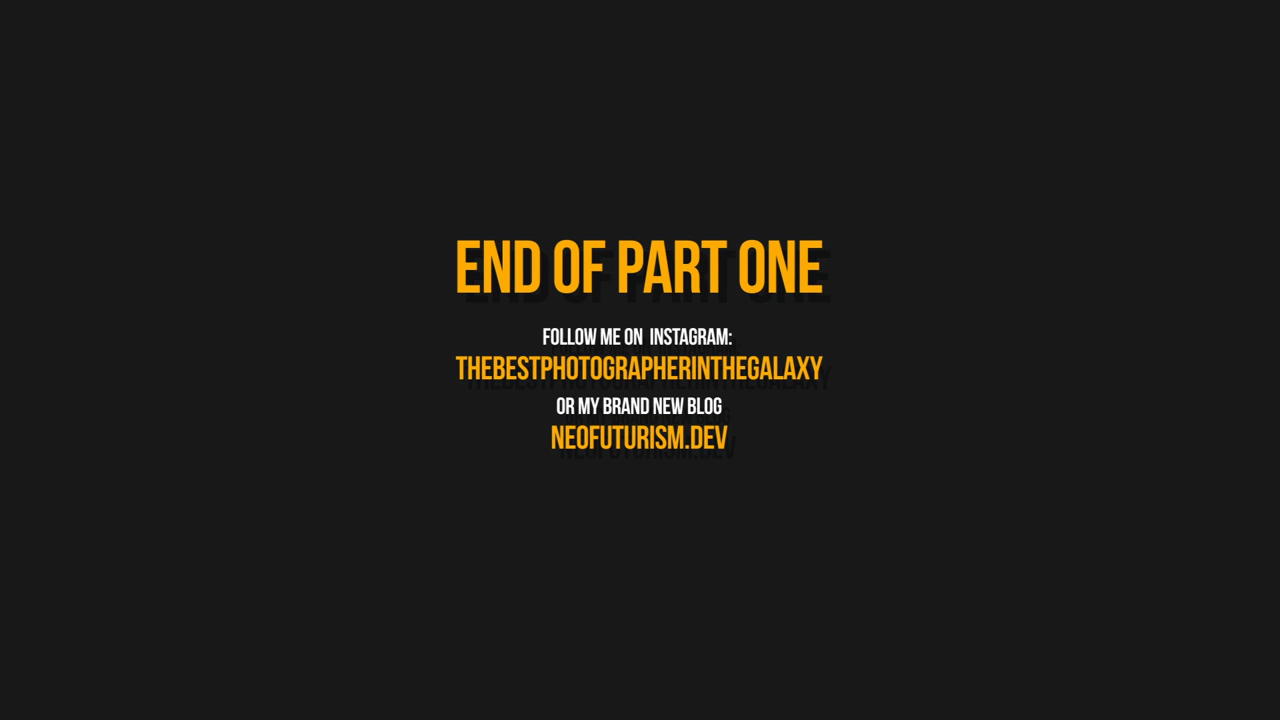 END OF PART ONE
FOLLOW ME ON INSTAGRAM:
THEBESTPHOTOGRAPHERINTHEGALAXY
OR MY BRAND NEW BLOG
NEOFUTURISM.DEV